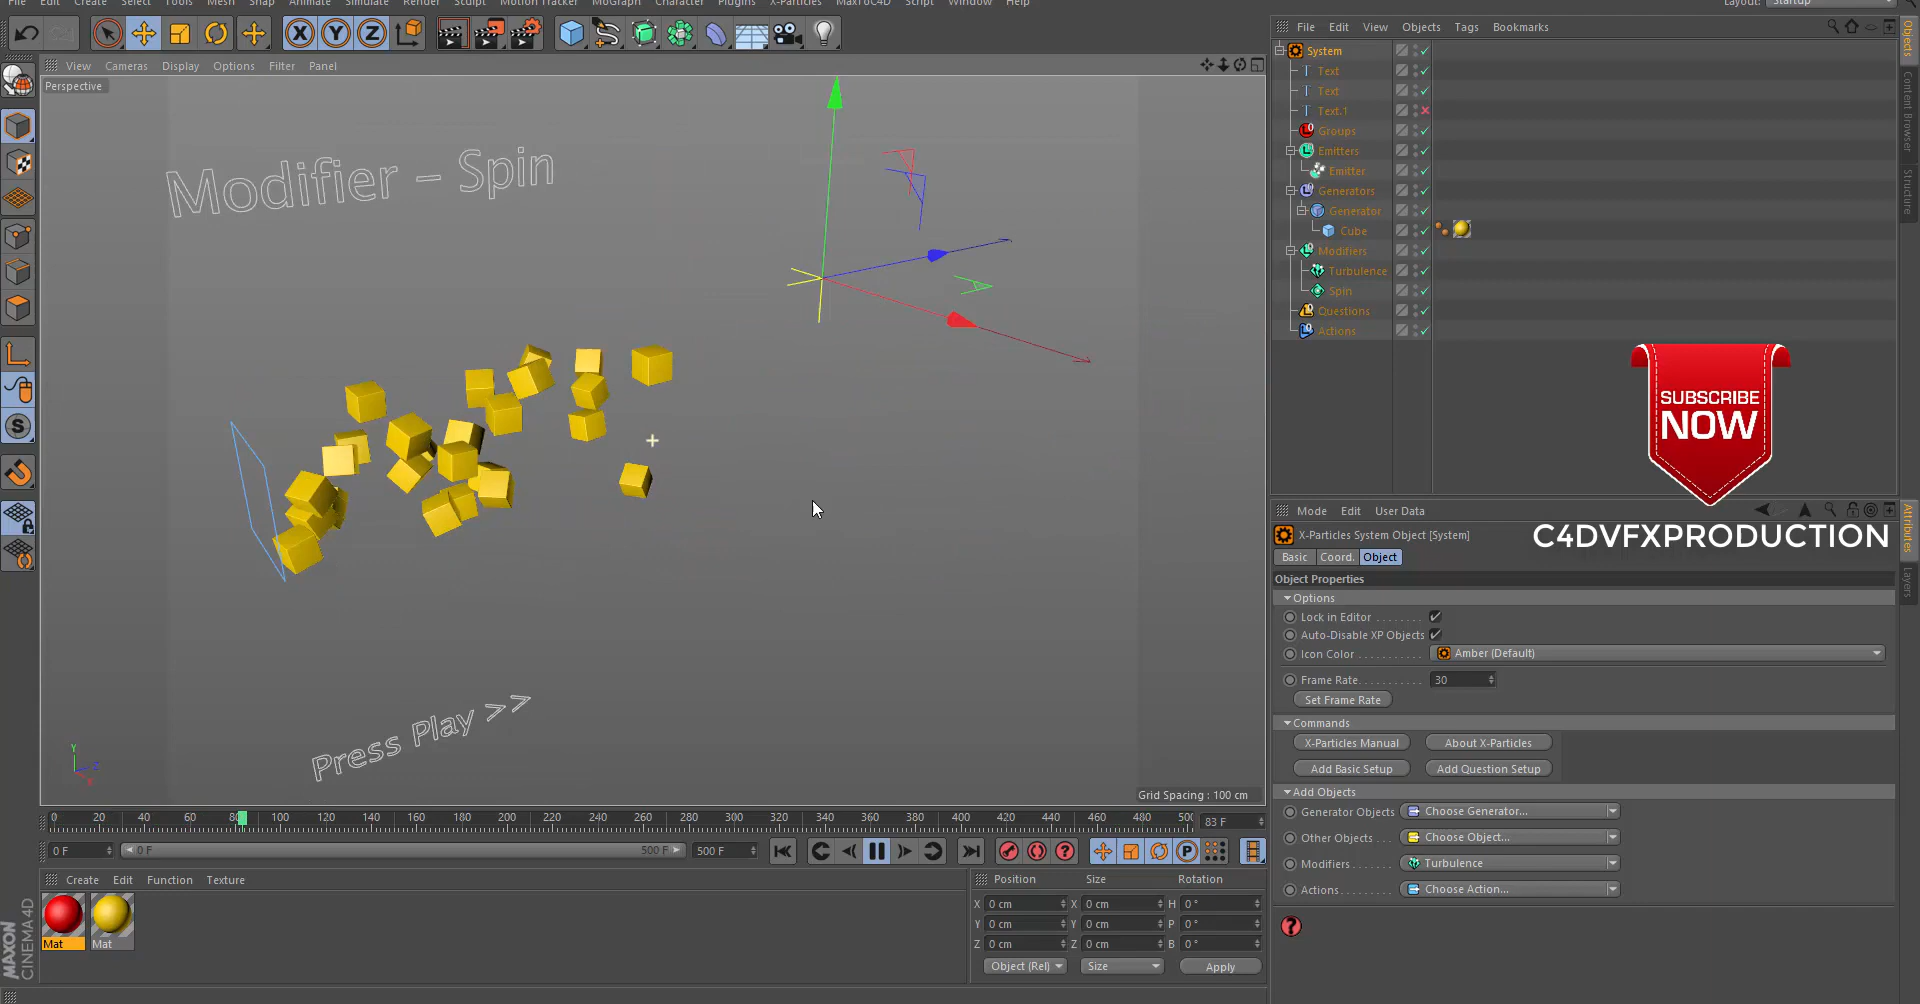 File Edit Create Select Tools Mesh Snap Animate Simulate Render Sculpt Motion Tracker MoGraph Character Plugins X-Particles MaxToC4D Script Window Help
Layout: Startup
X Y Z
View Cameras Display Options Filter Panel
Perspective
Modifier – Spin
Press Play >>
Y
Z
X
Grid Spacing : 100 cm
0 20 40 60 80 100 120 140 160 180 200 220 240 260 280 300 320 340 360 380 400 420 440 460 480 500
83 F
0 F
0 F
500 F
500 F
Create Edit Function Texture
Mat
Mat
MAXON
CINEMA 4D
Position Size Rotation
X 0 cm X 0 cm H 0 °
Y 0 cm Y 0 cm P 0 °
Z 0 cm Z 0 cm B 0 °
Object (Rel) Size Apply
File Edit View Objects Tags Bookmarks
System
Text
Text
Text.1
Groups
Emitters
Emitter
Generators
Generator
Cube
Modifiers
Turbulence
Spin
Questions
Actions
Objects
Content Browser
Structure
SUBSCRIBE
NOW
C4DVFXPRODUCTION
Mode Edit User Data
X-Particles System Object [System]
Basic Coord. Object
Object Properties
Options
Lock in Editor
Auto-Disable XP Objects
Icon Color Amber (Default)
Frame Rate 30
Set Frame Rate
Commands
X-Particles Manual About X-Particles
Add Basic Setup Add Question Setup
Add Objects
Generator Objects Choose Generator...
Other Objects Choose Object...
Modifiers Turbulence
Actions Choose Action...
Attributes
Layers